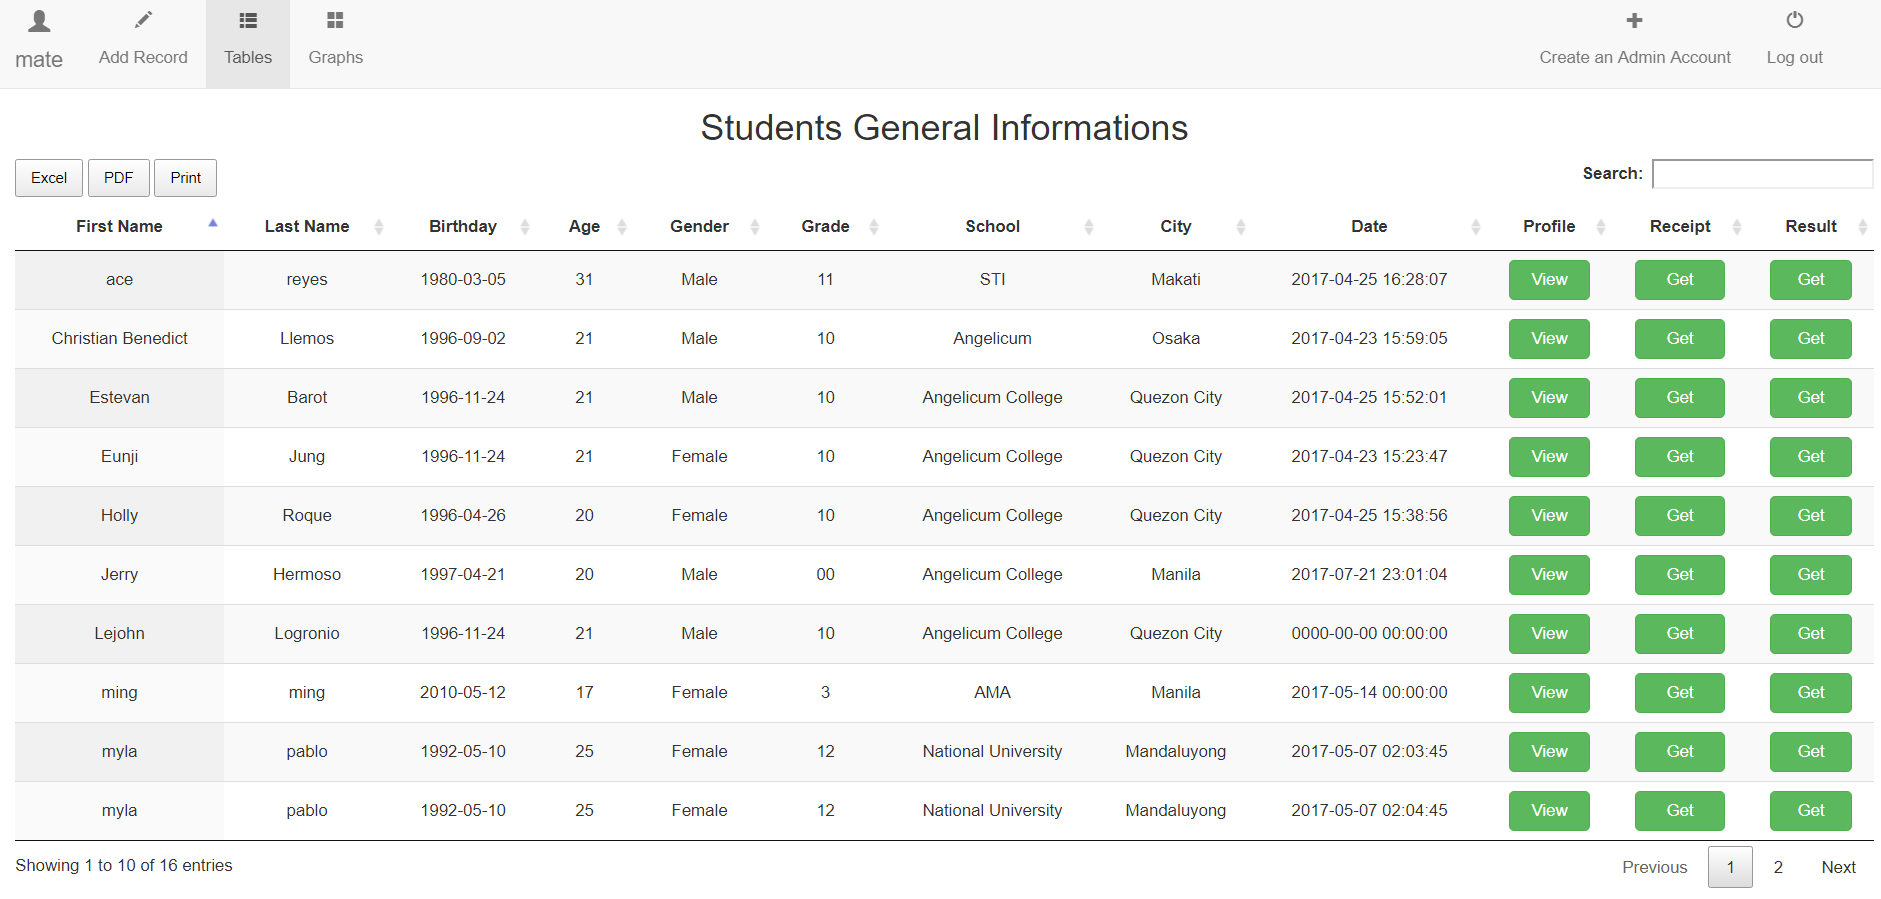 mate Add Record Tables Graphs Create an Admin Account Log out
Students General Informations
Excel PDF Print Search:
First Name Last Name Birthday Age Gender Grade School City Date Profile Receipt Result
ace reyes 1980-03-05 31 Male 11 STI Makati 2017-04-25 16:28:07 View Get Get
Christian Benedict Llemos 1996-09-02 21 Male 10 Angelicum Osaka 2017-04-23 15:59:05 View Get Get
Estevan Barot 1996-11-24 21 Male 10 Angelicum College Quezon City 2017-04-25 15:52:01 View Get Get
Eunji Jung 1996-11-24 21 Female 10 Angelicum College Quezon City 2017-04-23 15:23:47 View Get Get
Holly Roque 1996-04-26 20 Female 10 Angelicum College Quezon City 2017-04-25 15:38:56 View Get Get
Jerry Hermoso 1997-04-21 20 Male 00 Angelicum College Manila 2017-07-21 23:01:04 View Get Get
Lejohn Logronio 1996-11-24 21 Male 10 Angelicum College Quezon City 0000-00-00 00:00:00 View Get Get
ming ming 2010-05-12 17 Female 3 AMA Manila 2017-05-14 00:00:00 View Get Get
myla pablo 1992-05-10 25 Female 12 National University Mandaluyong 2017-05-07 02:03:45 View Get Get
myla pablo 1992-05-10 25 Female 12 National University Mandaluyong 2017-05-07 02:04:45 View Get Get
Showing 1 to 10 of 16 entries Previous 1 2 Next